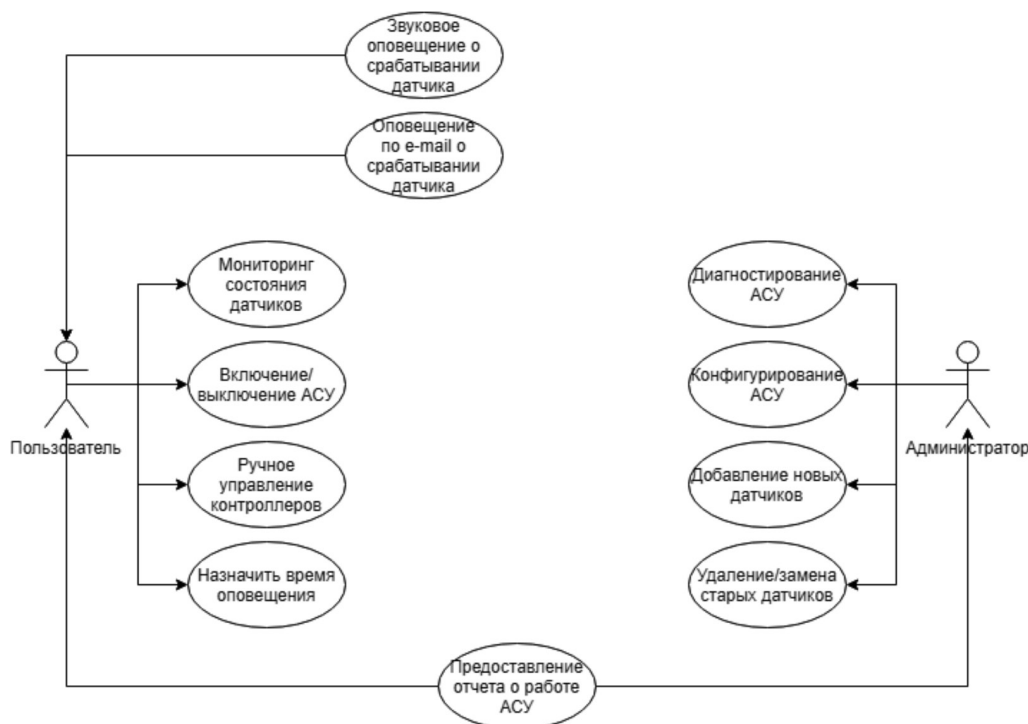 Звуковое
оповещение о
срабатывании
датчика
Оповещение
по e-mail о
срабатывании
датчика
Мониторинг
состояния
датчиков
Включение/
выключение АСУ
Ручное
управление
контроллеров
Назначить время
оповещения
Пользователь
Диагностирование
АСУ
Конфигурирование
АСУ
Добавление новых
датчиков
Удаление/замена
старых датчиков
Администратор
Предоставление
отчета о работе
АСУ